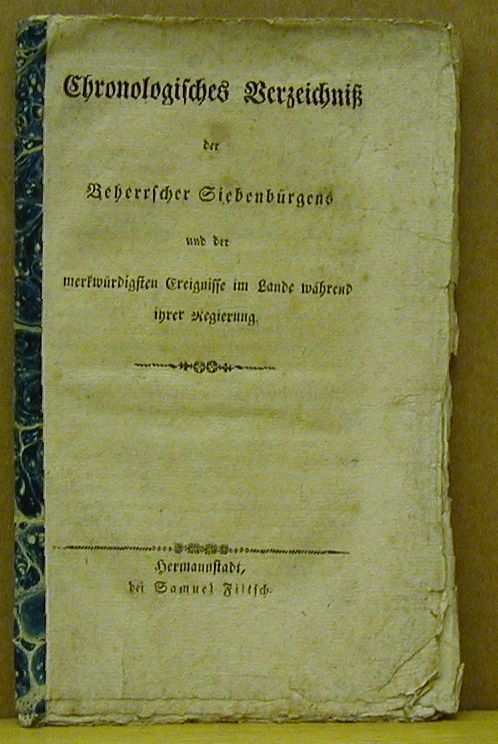 Chronologisches Verzeichniß
der
Beherrscher Siebenbürgens
und der
merkwürdigsten Ereignisse im Lande während
ihrer Regierung.
Hermannstadt,
bei Samuel Filtsch.